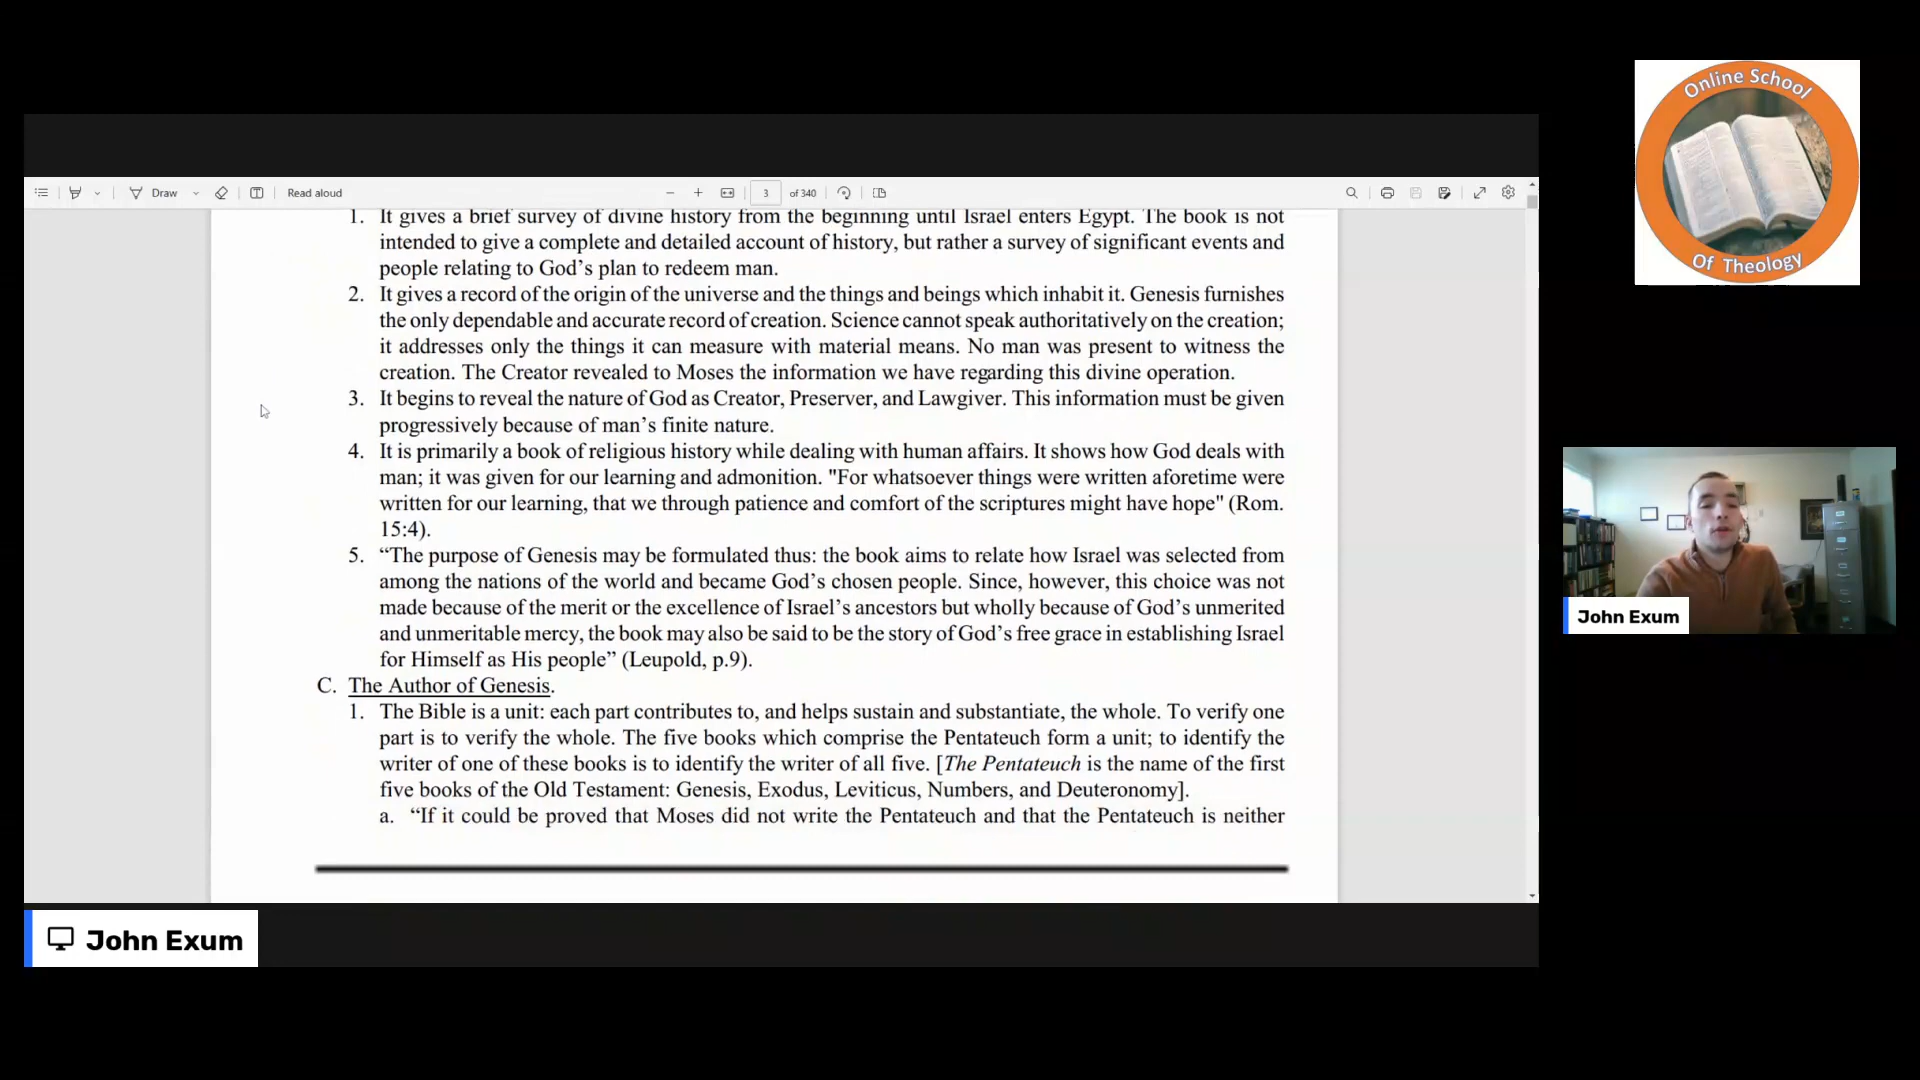 Online School
Of Theology
Draw
Read aloud
3
of 340
1. It gives a brief survey of divine history from the beginning until Israel enters Egypt. The book is not
intended to give a complete and detailed account of history, but rather a survey of significant events and
people relating to God’s plan to redeem man.
2. It gives a record of the origin of the universe and the things and beings which inhabit it. Genesis furnishes
the only dependable and accurate record of creation. Science cannot speak authoritatively on the creation;
it addresses only the things it can measure with material means. No man was present to witness the
creation. The Creator revealed to Moses the information we have regarding this divine operation.
3. It begins to reveal the nature of God as Creator, Preserver, and Lawgiver. This information must be given
progressively because of man’s finite nature.
4. It is primarily a book of religious history while dealing with human affairs. It shows how God deals with
man; it was given for our learning and admonition. "For whatsoever things were written aforetime were
written for our learning, that we through patience and comfort of the scriptures might have hope" (Rom.
15:4).
5. “The purpose of Genesis may be formulated thus: the book aims to relate how Israel was selected from
among the nations of the world and became God’s chosen people. Since, however, this choice was not
made because of the merit or the excellence of Israel’s ancestors but wholly because of God’s unmerited
and unmeritable mercy, the book may also be said to be the story of God’s free grace in establishing Israel
for Himself as His people” (Leupold, p.9).
C. The Author of Genesis.
1. The Bible is a unit: each part contributes to, and helps sustain and substantiate, the whole. To verify one
part is to verify the whole. The five books which comprise the Pentateuch form a unit; to identify the
writer of one of these books is to identify the writer of all five. [The Pentateuch is the name of the first
five books of the Old Testament: Genesis, Exodus, Leviticus, Numbers, and Deuteronomy].
a. “If it could be proved that Moses did not write the Pentateuch and that the Pentateuch is neither
John Exum
John Exum